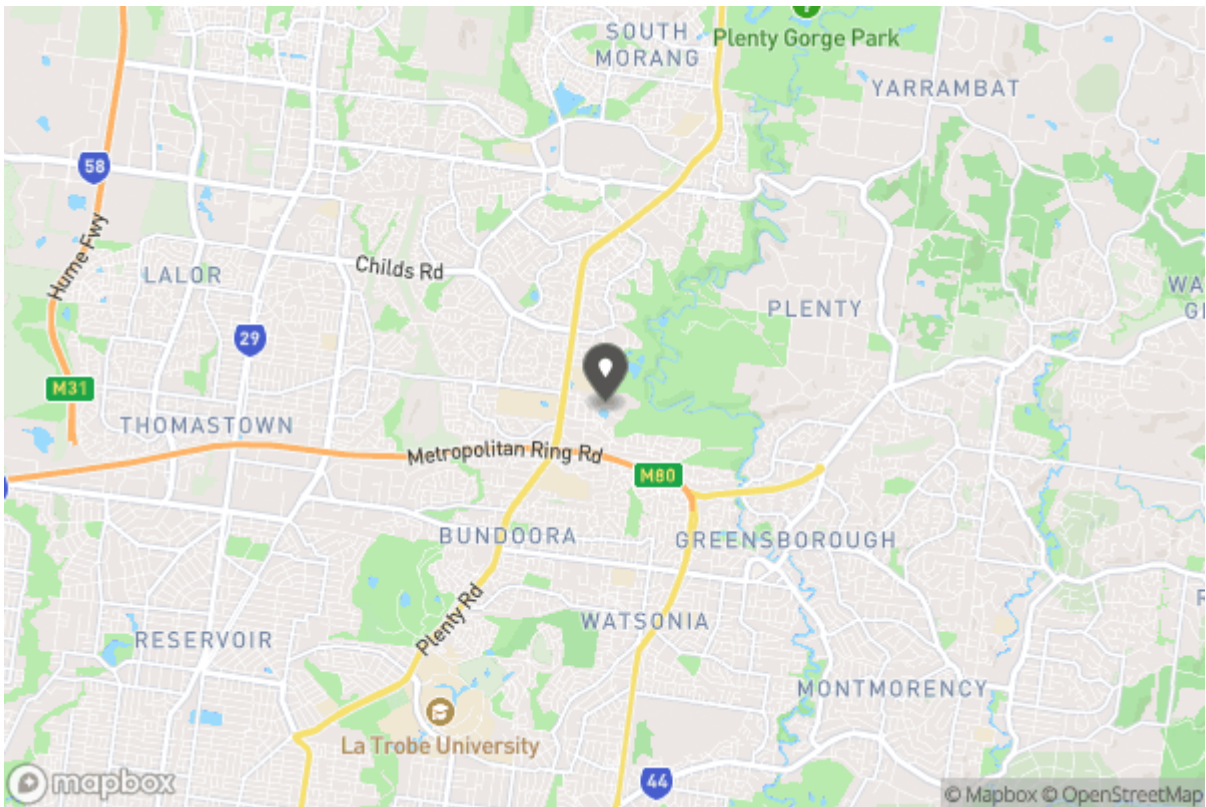 SOUTH
MORANG
Plenty Gorge Park
YARRAMBAT
58
Hume Fwy
LALOR
Childs Rd
PLENTY
29
M31
THOMASTOWN
Metropolitan Ring Rd
M80
BUNDOORA
GREENSBOROUGH
Plenty Rd
WATSONIA
RESERVOIR
MONTMORENCY
La Trobe University
44
mapbox
© Mapbox © OpenStreetMap